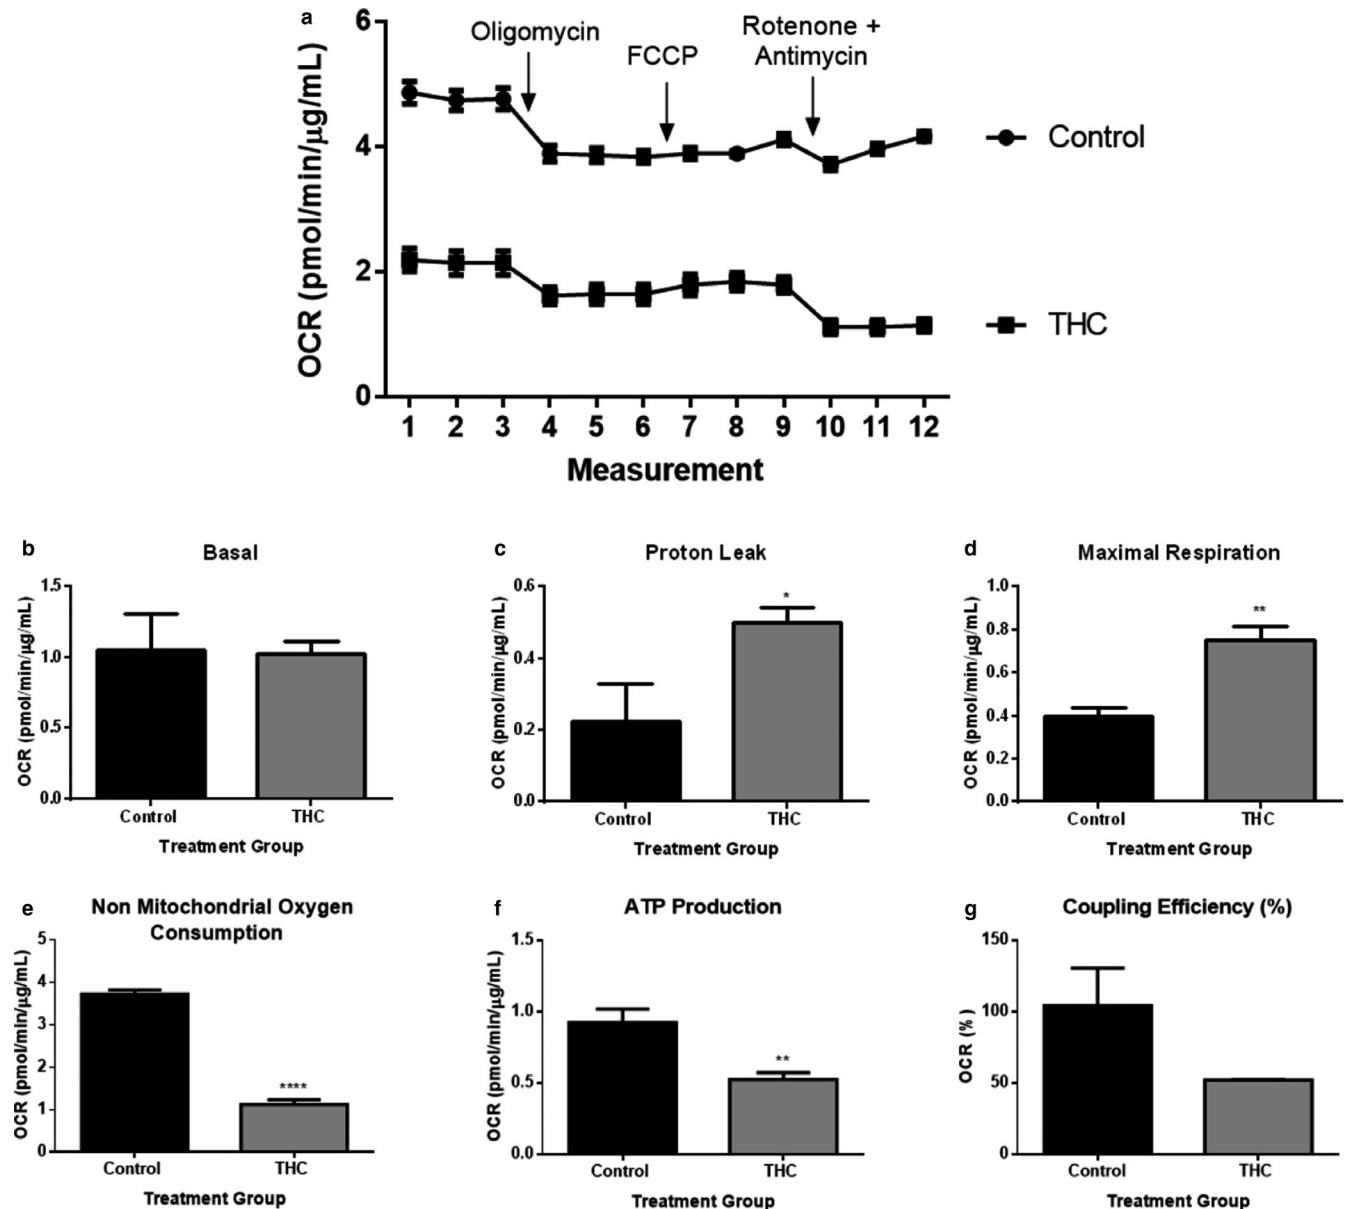 a
Oligomycin
FCCP
Rotenone +
Antimycin
OCR (pmol/min/µg/mL)
6
4
2
0
1 2 3 4 5 6 7 8 9 10 11 12
Measurement
Control
THC
b
Basal
OCR (pmol/min/µg/mL)
1.5
1.0
0.5
0.0
Control THC
Treatment Group
c
Proton Leak
OCR (pmol/min/µg/mL)
0.6
0.4
0.2
0.0
*
Control THC
Treatment Group
d
Maximal Respiration
OCR (pmol/min/µg/mL)
1.0
0.8
0.6
0.4
0.2
0.0
**
Control THC
Treatment Group
e
Non Mitochondrial Oxygen
Consumption
OCR (pmol/min/µg/mL)
5
4
3
2
1
0
****
Control THC
Treatment Group
f
ATP Production
OCR (pmol/min/µg/mL)
1.5
1.0
0.5
0.0
**
Control THC
Treatment Group
g
Coupling Efficiency (%)
OCR (%)
150
100
50
0
Control THC
Treatment Group